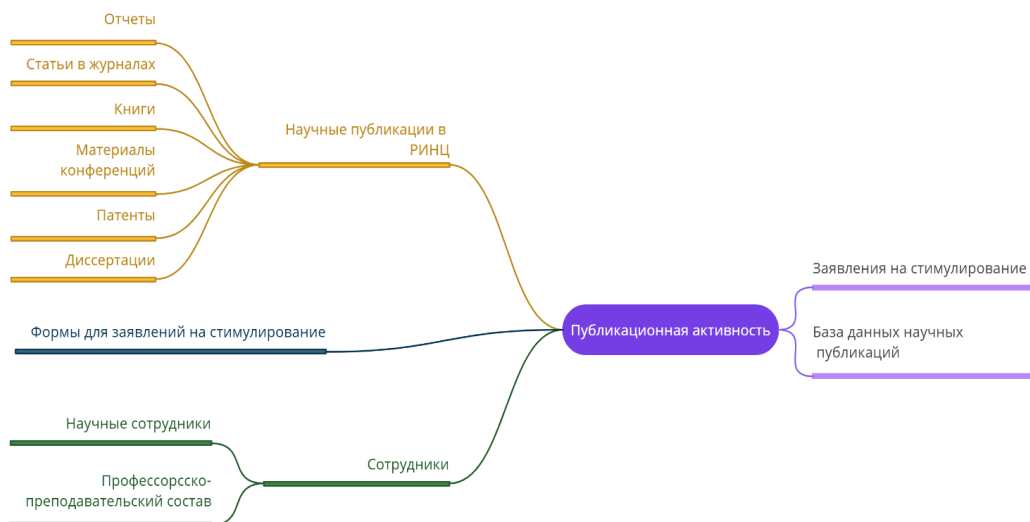 Отчеты
Статьи в журналах
Книги
Материалы
конференций
Патенты
Диссертации
Научные публикации в
РИНЦ
Формы для заявлений на стимулирование
Научные сотрудники
Профессорсско-
преподавательский состав
Сотрудники
Публикационная активность
Заявления на стимулирование
База данных научных
публикаций